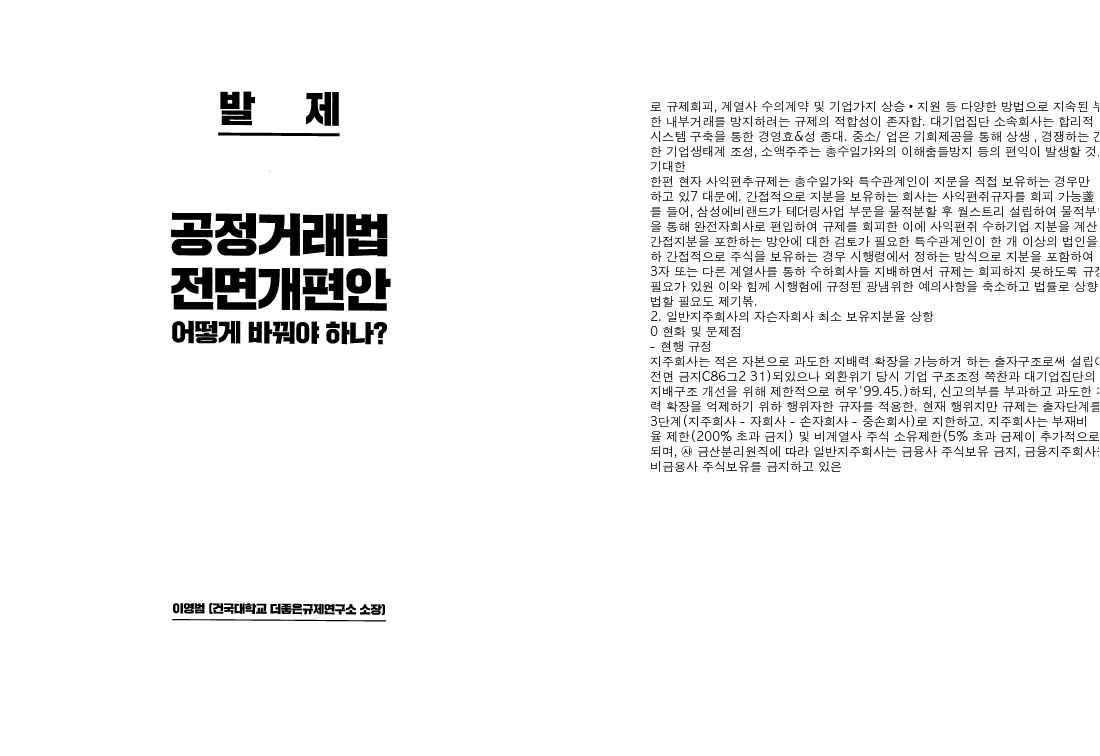 발 제
공정거래법
전면개편안
어떻게 바꿔야 하나?
이영범 (건국대학교 더좋은규제연구소 소장)
로 규제회피, 계열사 수의계약 및 기업가지 상승 • 지원 등 다양한 방법으로 지속된
한 내부거래를 방지하려는 규제의 적합성이 존자합. 대기업집단 소속회사는 합리적
시스템 구축을 통한 경영효&성 종대. 중소/ 업은 기회제공을 통해 상생 , 경쟁하는
한 기업생태계 조성, 소액주주는 총수일가와의 이해춤들방지 등의 편익이 발생할 것
기대한
한편 현자 사익편추규제는 총수일가와 특수관계인이 지문을 직접 보유하는 경우만
하고 있7 대문에. 간접적으로 지분을 보유하는 회사는 사익편쥐규자를 회피 가능蓋
를 들어, 삼성에비랜드가 테더링사업 부문을 물적분할 후 웰스트리 설립하여 물적부
을 통해 완전자회사로 편입하여 규제를 회피한 이에 사익편쥐 수하기업 지분을 계산
간접지분을 포한하는 방안에 대한 검토가 필요한 특수관계인이 한 개 이상의 법인을
하 간접적으로 주식을 보유하는 경우 시행령에서 정하는 방식으로 지분을 포함하여
3자 또는 다른 계열사를 통하 수하회사들 지배하면서 규제는 회피하지 못하도록 규정
필요가 있원 이와 힘께 시행험에 규정된 광냄위한 예의사항을 축소하고 법률로 상향
법할 필요도 제기볶.
2. 일반지주회사의 자슨자회사 최소 보유지분율 상항
0 현화 및 문제점
- 현행 규정
지주회사는 적은 자본으로 과도한 지배력 확장을 가능하거 하는 출자구조로써 설립이
전면 금지C86그2 31)되있으나 외환위기 당시 기업 구조조정 쪽찬과 대기업집단의
지배구조 개선을 위해 제한적으로 허우´99.45.)하되, 신고의부를 부과하고 과도한
력 확장을 억제하기 위하 행위자한 규자를 적용한. 현재 행위지만 규제는 출자단계를
3단계(지주회사 - 자회사 - 손자회사 - 중손회사)로 지한하고. 지주회사는 부재비
율 제한(200% 초과 금지) 및 비계열사 주식 소유제한(5% 초과 금제이 추가적으로
되며, ㉴ 금산분리원직에 따라 일반지주회사는 금융사 주식보유 금지, 금융지주회사는
비금용사 주식보유를 금지하고 있은